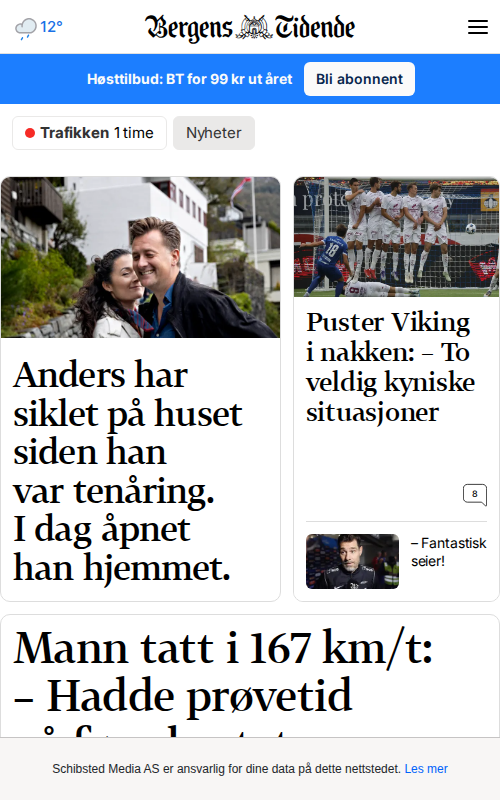 12°
Bergens Tidende
Høsttilbud: BT for 99 kr ut året
Bli abonnent
Trafikken 1 time
Nyheter
Anders har
siklet på huset
siden han
var tenåring.
I dag åpnet
han hjemmet.
Puster Viking
i nakken: – To
veldig kyniske
situasjoner
8
– Fantastisk
seier!
Mann tatt i 167 km/t:
– Hadde prøvetid
Schibsted Media AS er ansvarlig for dine data på dette nettstedet. Les mer